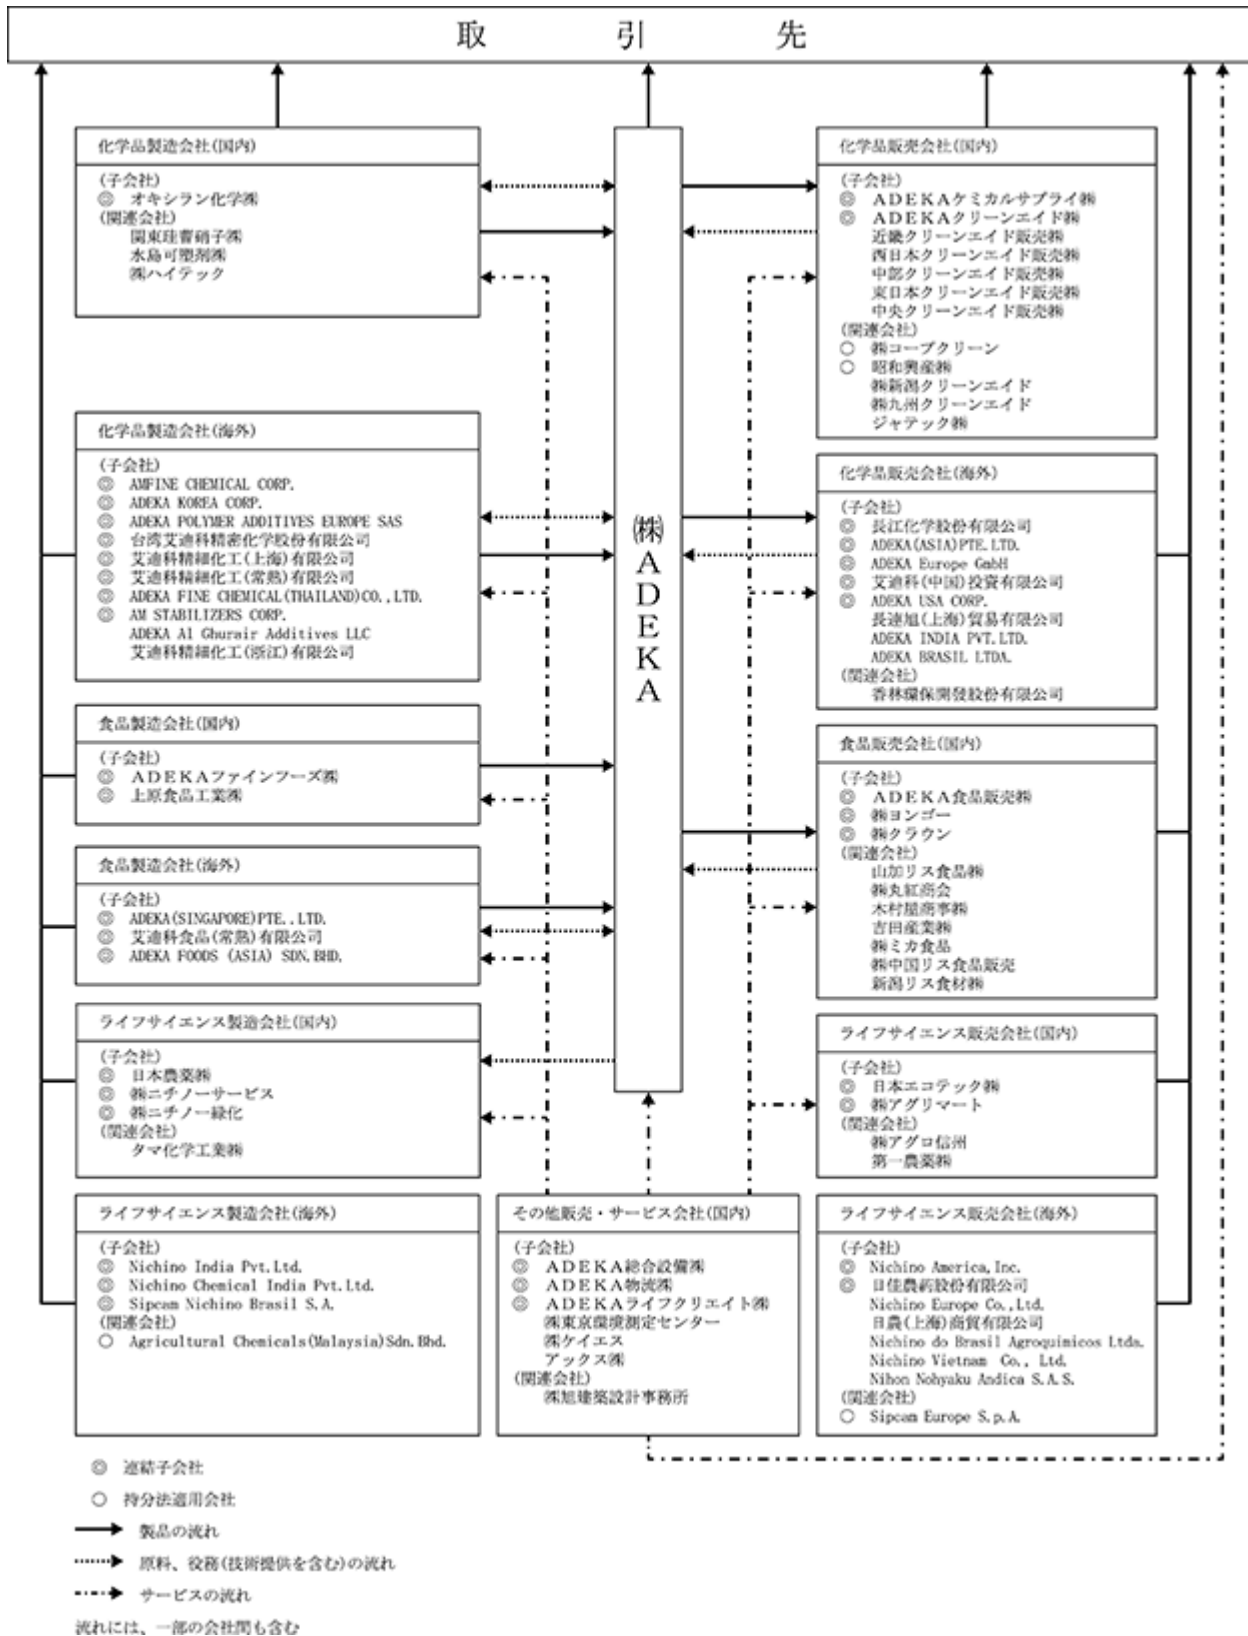 取引先
化学品製造会社(国内)
(子会社)
◎ オキシラン化学㈱
(関連会社)
関東珪曹硝子㈱
水島可塑剤㈱
㈱ハイテック
化学品製造会社(海外)
(子会社)
◎ AMFINE CHEMICAL CORP.
◎ ADEKA KOREA CORP.
◎ ADEKA POLYMER ADDITIVES EUROPE SAS
◎ 台湾艾迪科精密化学股份有限公司
◎ 艾迪科精細化工(上海)有限公司
◎ 艾迪科精細化工(常熟)有限公司
◎ ADEKA FINE CHEMICAL(THAILAND)CO.,LTD.
◎ AM STABILIZERS CORP.
ADEKA Al Ghurair Additives LLC
艾迪科精細化工(浙江)有限公司
食品製造会社(国内)
(子会社)
◎ ADEKAファインフーズ㈱
◎ 上原食品工業㈱
食品製造会社(海外)
(子会社)
◎ ADEKA(SINGAPORE)PTE.,LTD.
◎ 艾迪科食品(常熟)有限公司
◎ ADEKA FOODS (ASIA) SDN.BHD.
ライフサイエンス製造会社(国内)
(子会社)
◎ 日本農薬㈱
◎ ㈱ニチノーサービス
◎ ㈱ニチノー緑化
(関連会社)
タマ化学工業㈱
ライフサイエンス製造会社(海外)
(子会社)
◎ Nichino India Pvt.Ltd.
◎ Nichino Chemical India Pvt.Ltd.
◎ Sipcam Nichino Brasil S.A.
(関連会社)
○ Agricultural Chemicals(Malaysia)Sdn.Bhd.
㈱ADEKA
その他販売・サービス会社(国内)
(子会社)
◎ ADEKA総合設備㈱
◎ ADEKA物流㈱
◎ ADEKAライフクリエイト㈱
㈱東京環境測定センター
㈱ケイエス
アックス㈱
(関連会社)
㈱旭建築設計事務所
化学品販売会社(国内)
(子会社)
◎ ADEKAケミカルサプライ㈱
◎ ADEKAクリーンエイド㈱
近畿クリーンエイド販売㈱
西日本クリーンエイド販売㈱
中部クリーンエイド販売㈱
東日本クリーンエイド販売㈱
中央クリーンエイド販売㈱
(関連会社)
○ ㈱コープクリーン
○ 昭和興産㈱
㈱新潟クリーンエイド
㈱九州クリーンエイド
ジャテック㈱
化学品販売会社(海外)
(子会社)
◎ 長江化学股份有限公司
◎ ADEKA(ASIA)PTE.LTD.
◎ ADEKA Europe GmbH
◎ 艾迪科(中国)投資有限公司
◎ ADEKA USA CORP.
長連旭(上海)貿易有限公司
ADEKA INDIA PVT.LTD.
ADEKA BRASIL LTDA.
(関連会社)
香林環保開發股份有限公司
食品販売会社(国内)
(子会社)
◎ ADEKA食品販売㈱
◎ ㈱ヨンゴー
◎ ㈱クラウン
(関連会社)
山加リス食品㈱
㈱丸紅商会
木村屋商事㈱
吉田産業㈱
㈱ミカ食品
㈱中国リス食品販売
新潟リス食材㈱
ライフサイエンス販売会社(国内)
(子会社)
◎ 日本エコテック㈱
◎ ㈱アグリマート
(関連会社)
㈱アグロ信州
第一農薬㈱
ライフサイエンス販売会社(海外)
(子会社)
◎ Nichino America,Inc.
◎ 日佳農葯股份有限公司
Nichino Europe Co.,Ltd.
日農(上海)商貿有限公司
Nichino do Brasil Agroquimicos Ltda.
Nichino Vietnam Co., Ltd.
Nihon Nohyaku Andica S.A.S.
(関連会社)
○ Sipcam Europe S.p.A.
◎ 連結子会社
○ 持分法適用会社
製品の流れ
原料、役務(技術提供を含む)の流れ
サービスの流れ
流れには、一部の会社間も含む